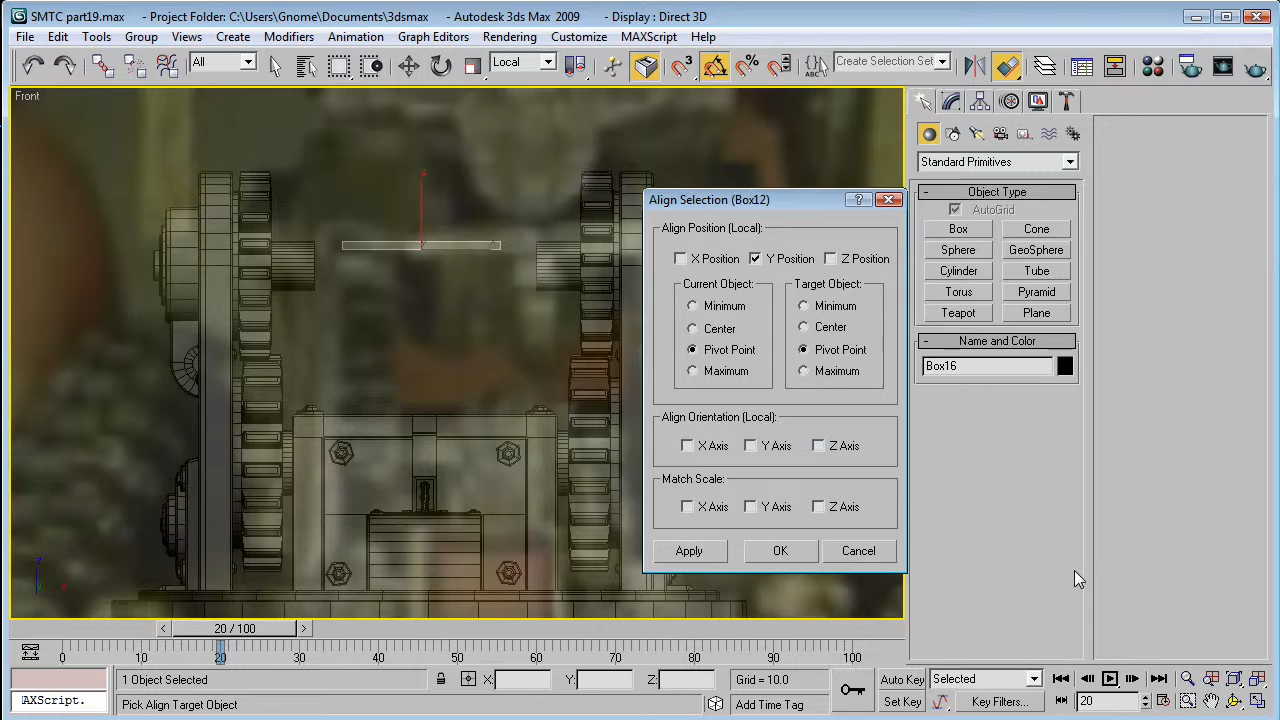 SMTC part19.max - Project Folder: C:\Users\Gnome\Documents\3dsmax - Autodesk 3ds Max 2009 - Display : Direct 3D
File Edit Tools Group Views Create Modifiers Animation Graph Editors Rendering Customize MAXScript Help
All Local 3 % ABC Create Selection Set
Front
Standard Primitives
- Object Type
AutoGrid
Box Cone
Sphere GeoSphere
Cylinder Tube
Torus Pyramid
Teapot Plane
- Name and Color
Box16
Align Selection (Box12) ?
Align Position (Local):
X Position Y Position Z Position
Current Object: Target Object:
Minimum Minimum
Center Center
Pivot Point Pivot Point
Maximum Maximum
Align Orientation (Local):
X Axis Y Axis Z Axis
Match Scale:
X Axis Y Axis Z Axis
Apply OK Cancel
< 20 / 100 >
0 10 20 30 40 50 60 70 80 90 100
1 Object Selected X: Y: Z: Grid = 10.0 Auto Key Selected
AXScript. Pick Align Target Object Add Time Tag Set Key Key Filters... 20